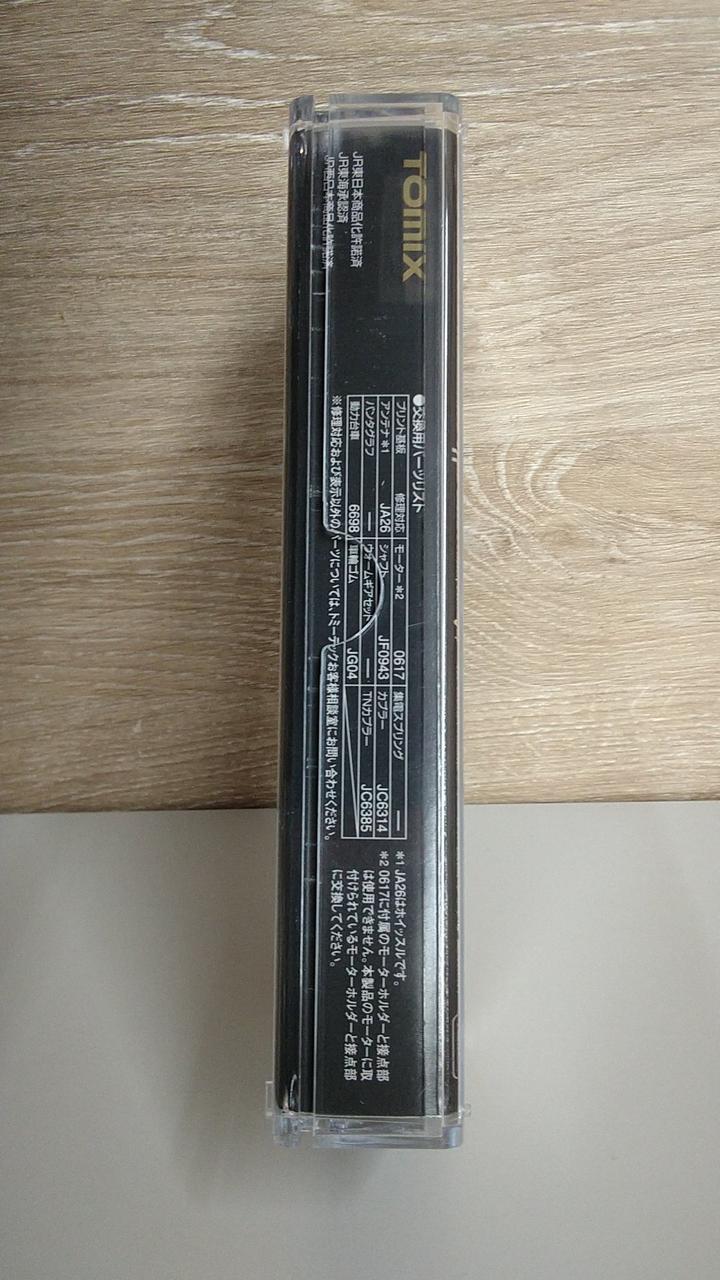 TOMIX
JR東日本商品化許諾済
JR東海承認済
JR西日本商品化許諾済
●交換用パーツリスト
プリント基板 修理対応 モーター＊2 0617 集電スプリング ―
アンテナ＊1 JA26 シャフト JF0943 カプラー JC6314
パンタグラフ ― ウォームギアセット ― TNカプラー JC6385
動力台車 6698 車輪ゴム JG04
※修理対応および表示以外のパーツについては、トミーテックお客様相談室にお問い合わせください。
＊1 JA26はホイッスルです。
＊2 0617に付属のモーターホルダーと接点部
は使用できません。本製品のモーターに取
付けられているモーターホルダーと接点部
に交換してください。